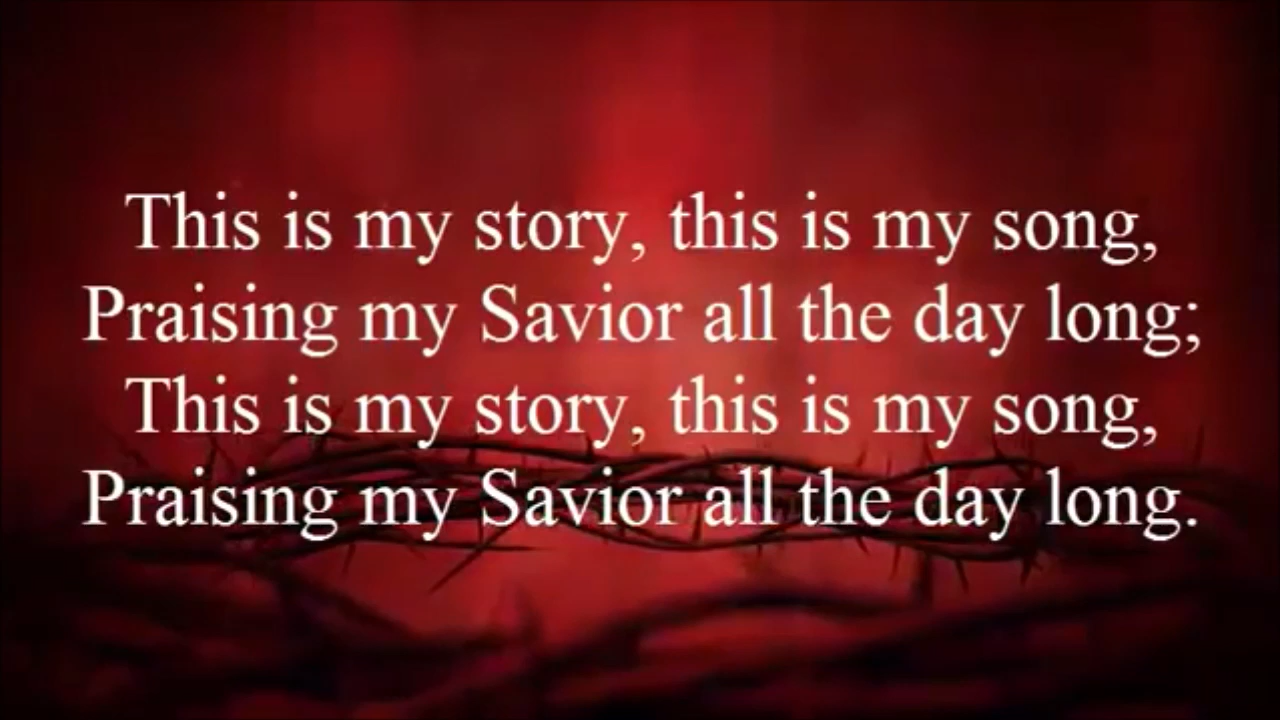 This is my story, this is my song,
Praising my Savior all the day long;
This is my story, this is my song,
Praising my Savior all the day long.